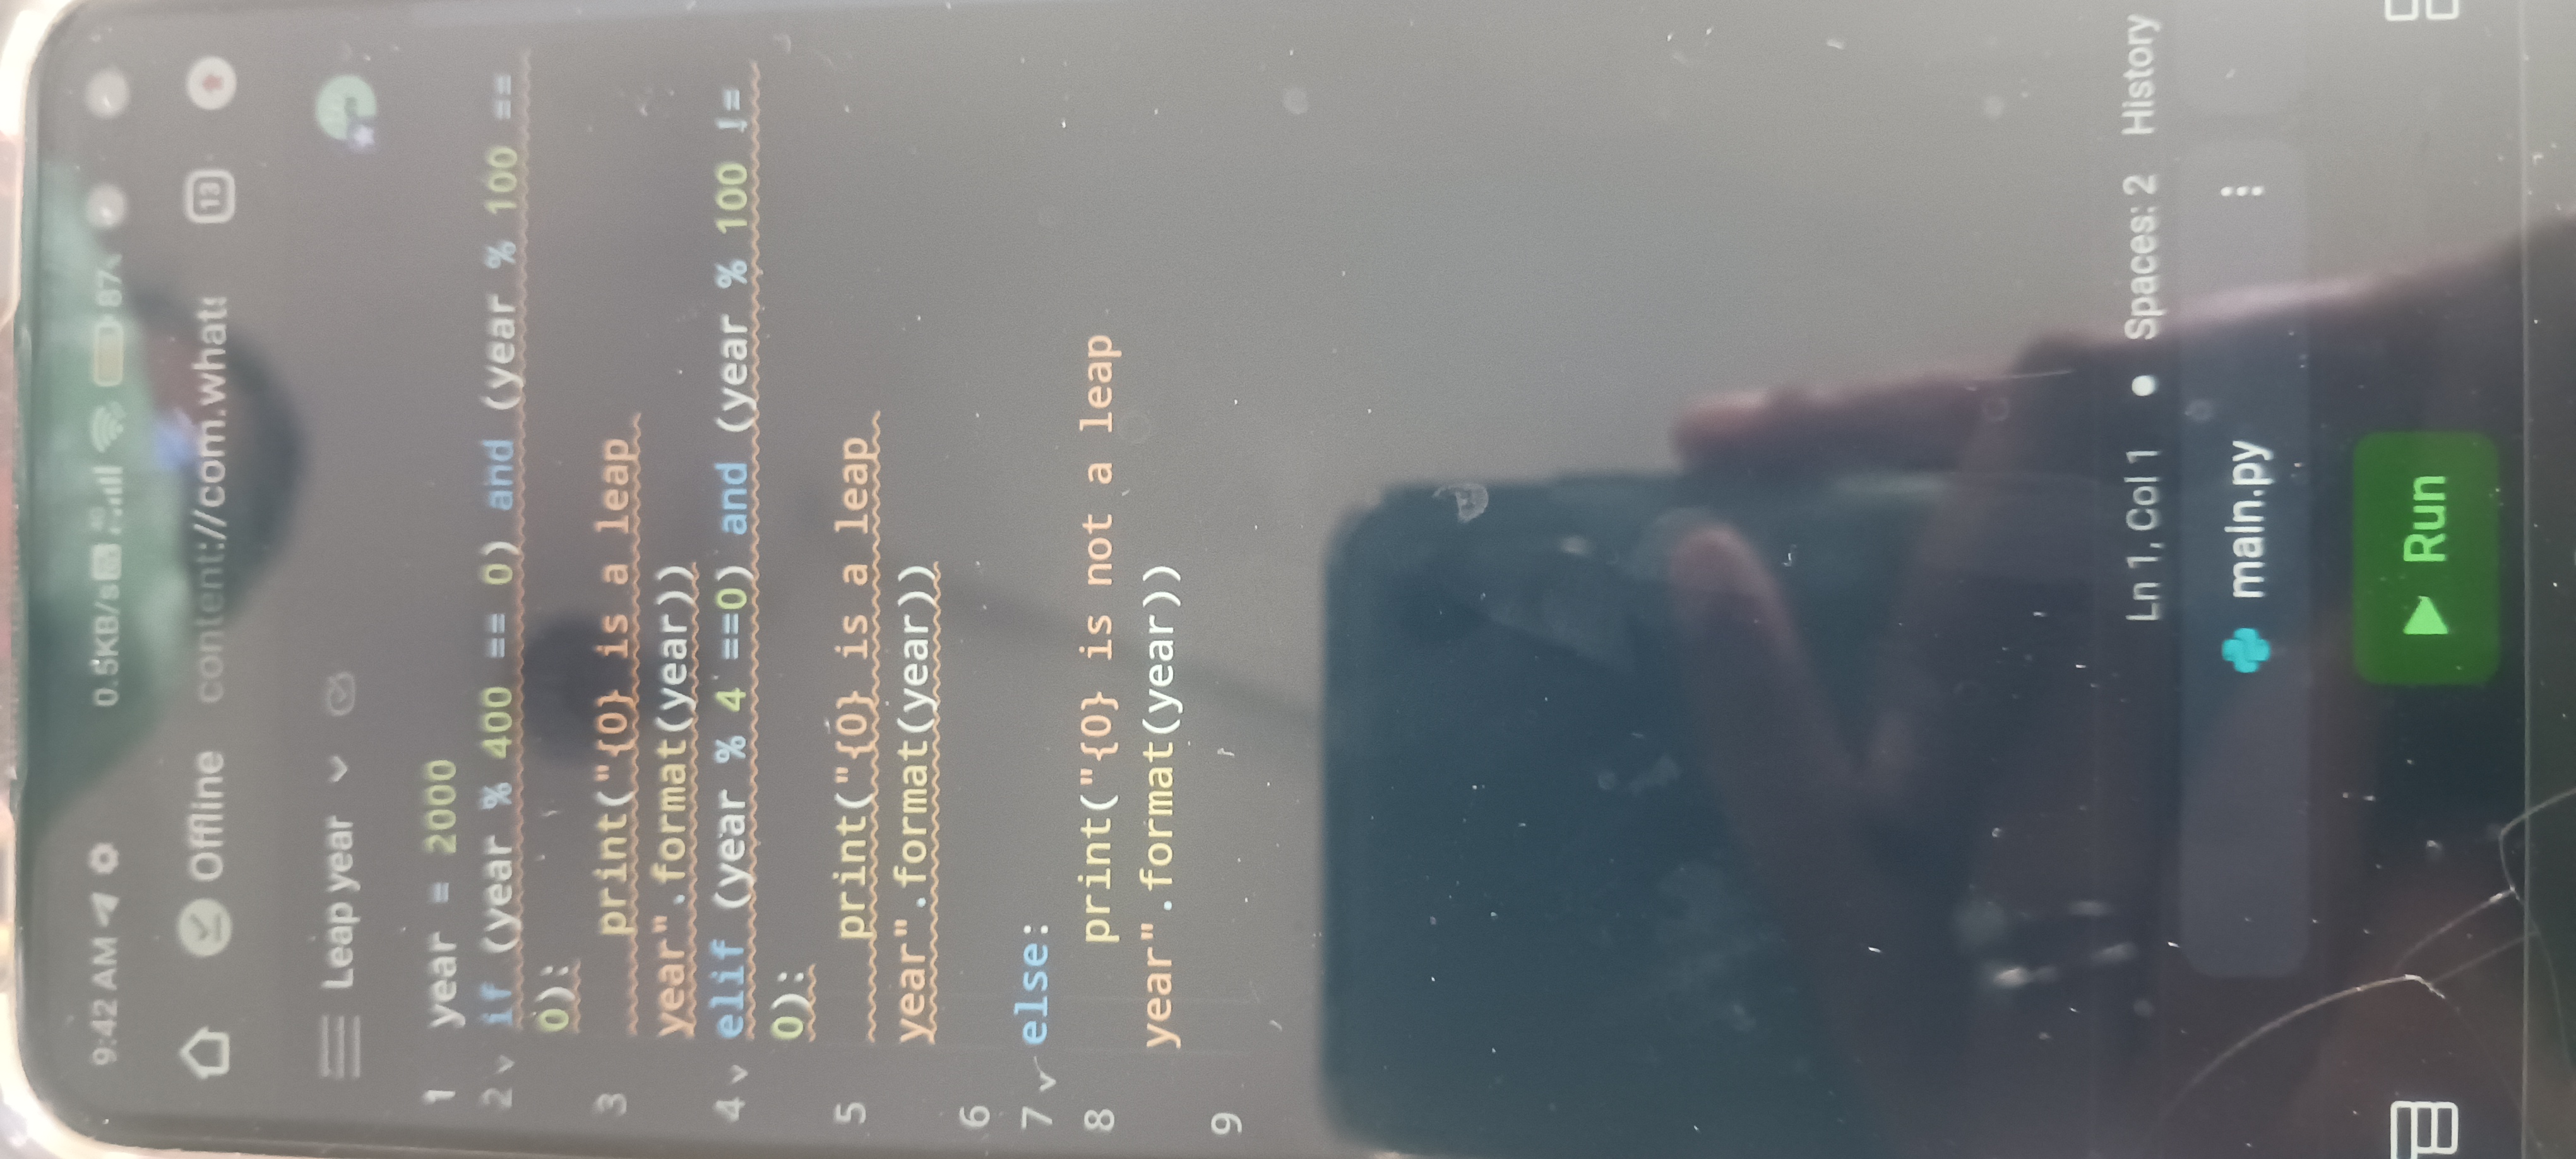 9:42 AM 0.5KB/s 4G 87
Offline content://com.whats 13
Leap year
1 year = 2000
2 if (year % 400 == 0) and (year % 100 ==
0):
3 print("{0} is a leap
year".format(year))
4 elif (year % 4 ==0) and (year % 100 !=
0):
5 print("{0} is a leap
year".format(year))
6
7 else:
8 print("{0} is not a leap
year".format(year))
9
Ln 1, Col 1 • Spaces: 2 History
main.py
Run